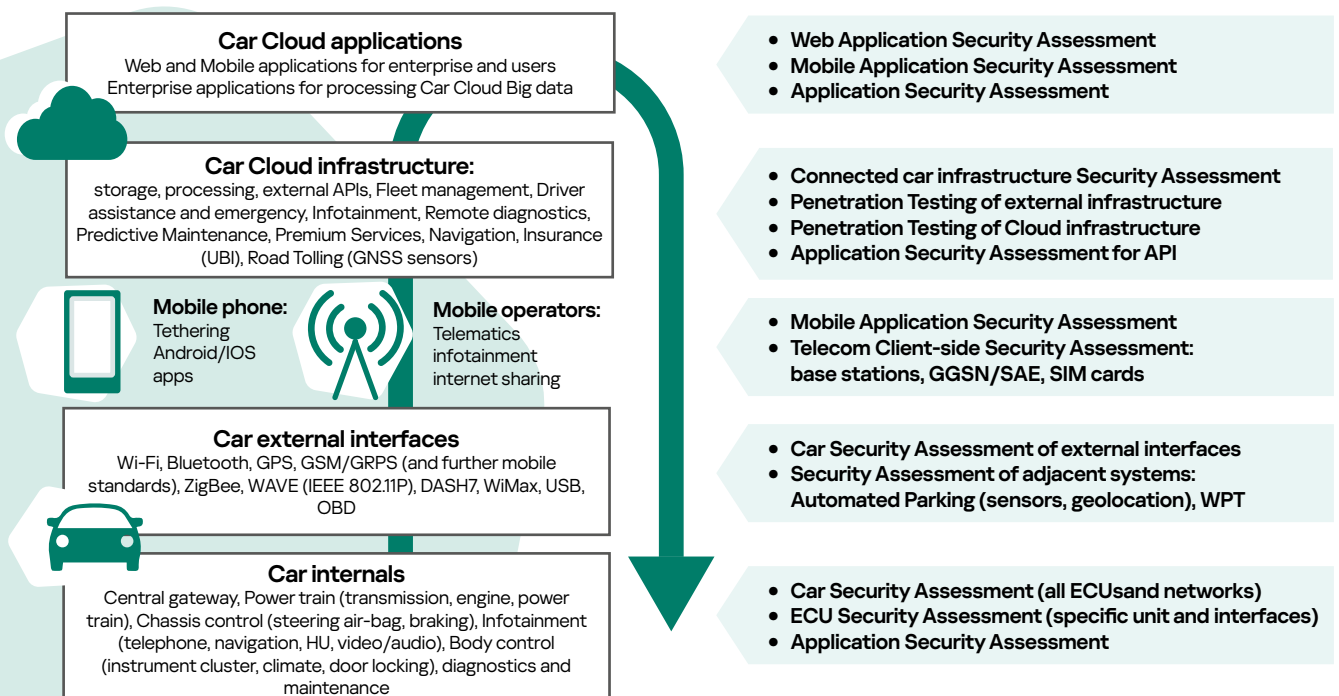 Car Cloud applications
Web and Mobile applications for enterprise and users
Enterprise applications for processing Car Cloud Big data
• Web Application Security Assessment
• Mobile Application Security Assessment
• Application Security Assessment
Car Cloud infrastructure:
storage, processing, external APIs, Fleet management, Driver
assistance and emergency, Infotainment, Remote diagnostics,
Predictive Maintenance, Premium Services, Navigation, Insurance
(UBI), Road Tolling (GNSS sensors)
• Connected car infrastructure Security Assessment
• Penetration Testing of external infrastructure
• Penetration Testing of Cloud infrastructure
• Application Security Assessment for API
Mobile phone:
Tethering
Android/IOS
apps
Mobile operators:
Telematics
infotainment
internet sharing
• Mobile Application Security Assessment
• Telecom Client-side Security Assessment:
base stations, GGSN/SAE, SIM cards
Car external interfaces
Wi-Fi, Bluetooth, GPS, GSM/GRPS (and further mobile
standards), ZigBee, WAVE (IEEE 802.11P), DASH7, WiMax, USB,
OBD
• Car Security Assessment of external interfaces
• Security Assessment of adjacent systems:
Automated Parking (sensors, geolocation), WPT
Car internals
Central gateway, Power train (transmission, engine, power
train), Chassis control (steering air-bag, braking), Infotainment
(telephone, navigation, HU, video/audio), Body control
(instrument cluster, climate, door locking), diagnostics and
maintenance
• Car Security Assessment (all ECUsand networks)
• ECU Security Assessment (specific unit and interfaces)
• Application Security Assessment